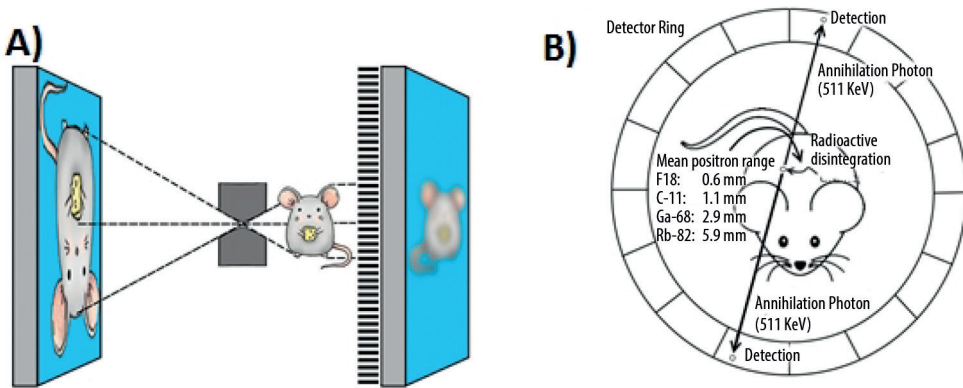 A)
B)
Detector Ring
Detection
Annihilation Photon
(511 KeV)
Radioactive
disintegration
Mean positron range
F18: 0.6 mm
C-11: 1.1 mm
Ga-68: 2.9 mm
Rb-82: 5.9 mm
Annihilation Photon
(511 KeV)
Detection